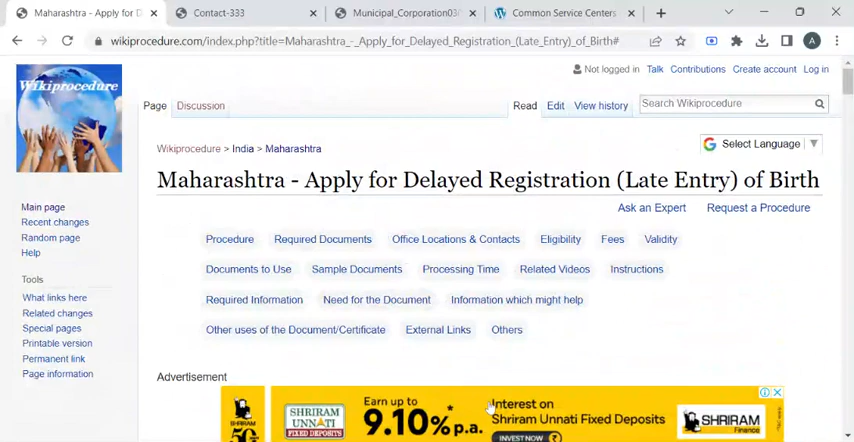 Maharashtra - Apply for D
Contact-333
Municipal_Corporation03/
Common Service Centers
wikiprocedure.com/index.php?title=Maharashtra_-_Apply_for_Delayed_Registration_(Late_Entry)_of_Birth#
A
Wikiprocedure
Not logged in Talk Contributions Create account Log in
Page Discussion Read Edit View history Search Wikiprocedure
G Select Language
Wikiprocedure > India > Maharashtra
Maharashtra - Apply for Delayed Registration (Late Entry) of Birth
Ask an Expert Request a Procedure
Main page
Recent changes
Random page
Help
Tools
What links here
Related changes
Special pages
Printable version
Permanent link
Page information
Procedure Required Documents Office Locations & Contacts Eligibility Fees Validity
Documents to Use Sample Documents Processing Time Related Videos Instructions
Required Information Need for the Document Information which might help
Other uses of the Document/Certificate External Links Others
Advertisement
SHRIRAM
UNNATI
FIXED DEPOSITS
Earn up to
9.10%* p.a.
Interest on
Shriram Unnati Fixed Deposits
INVEST NOW
SHRIRAM
Finance
SHRIRAM
50